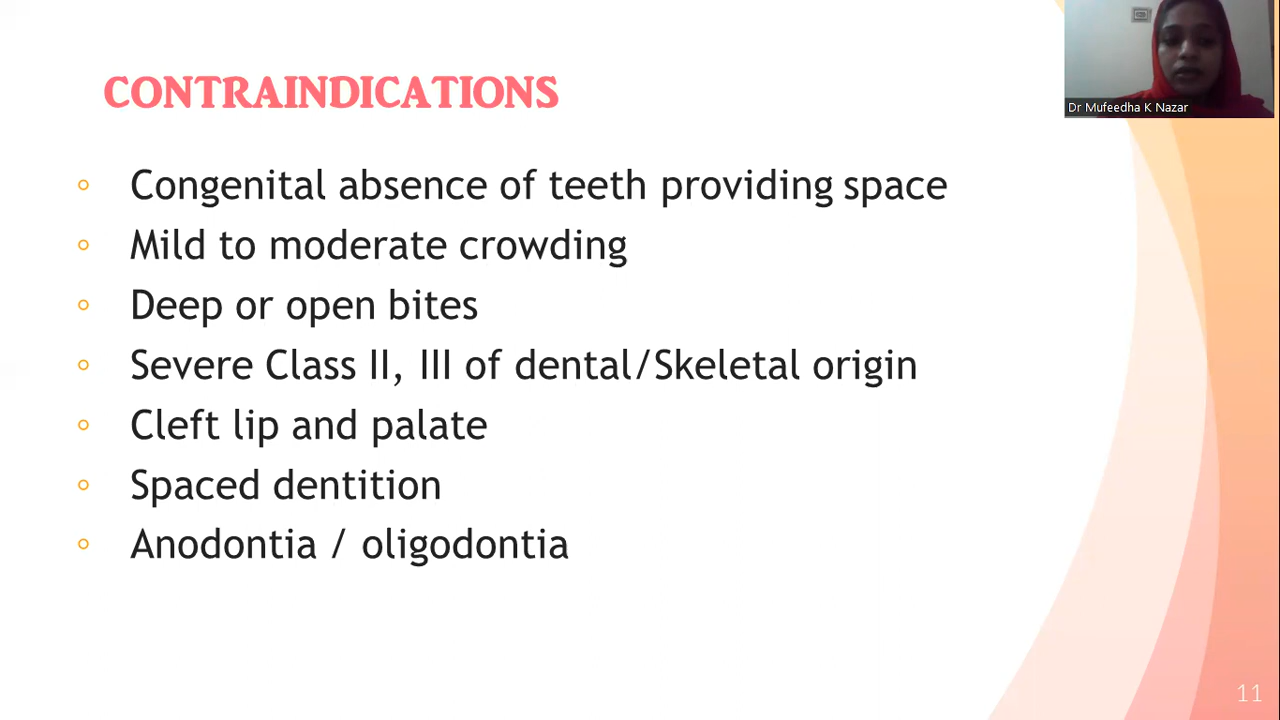 Dr Mufeedha K Nazar
CONTRAINDICATIONS
Congenital absence of teeth providing space
Mild to moderate crowding
Deep or open bites
Severe Class II, III of dental/Skeletal origin
Cleft lip and palate
Spaced dentition
Anodontia / oligodontia
11